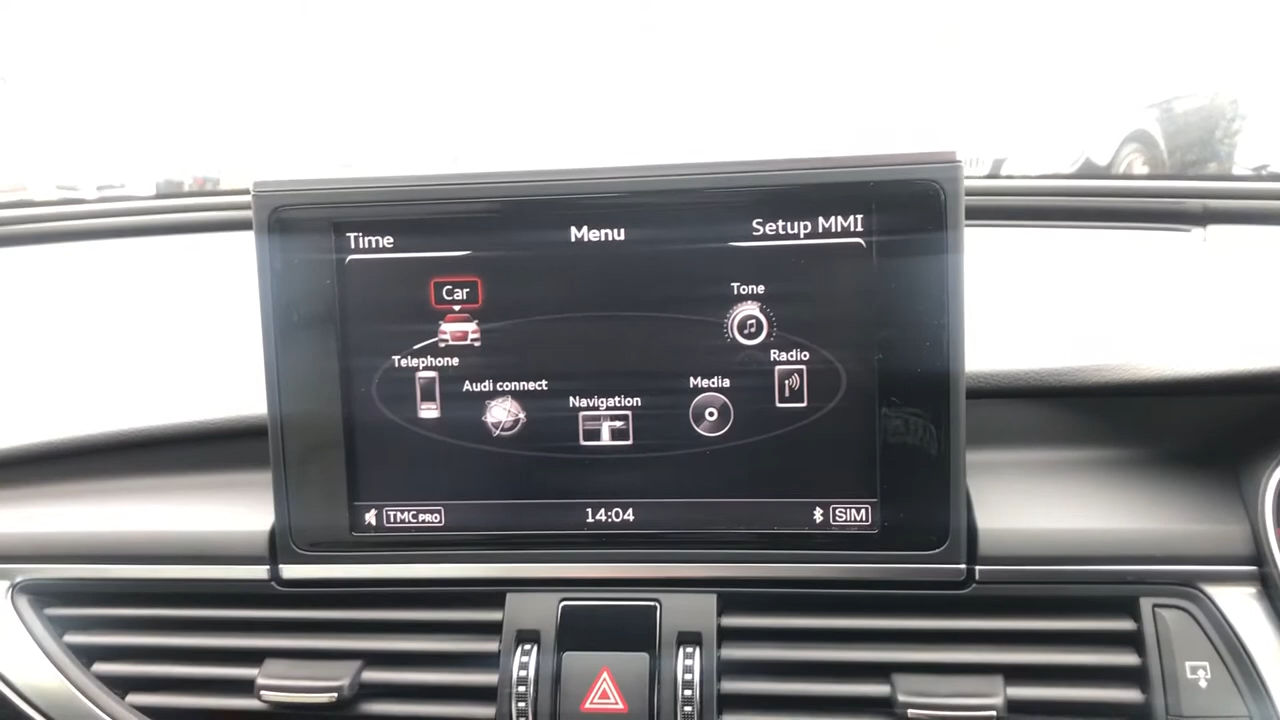 Time
Menu
Setup MMI
Car
Tone
Telephone
Radio
Audi connect
Media
Navigation
TMC PRO
14:04
SIM